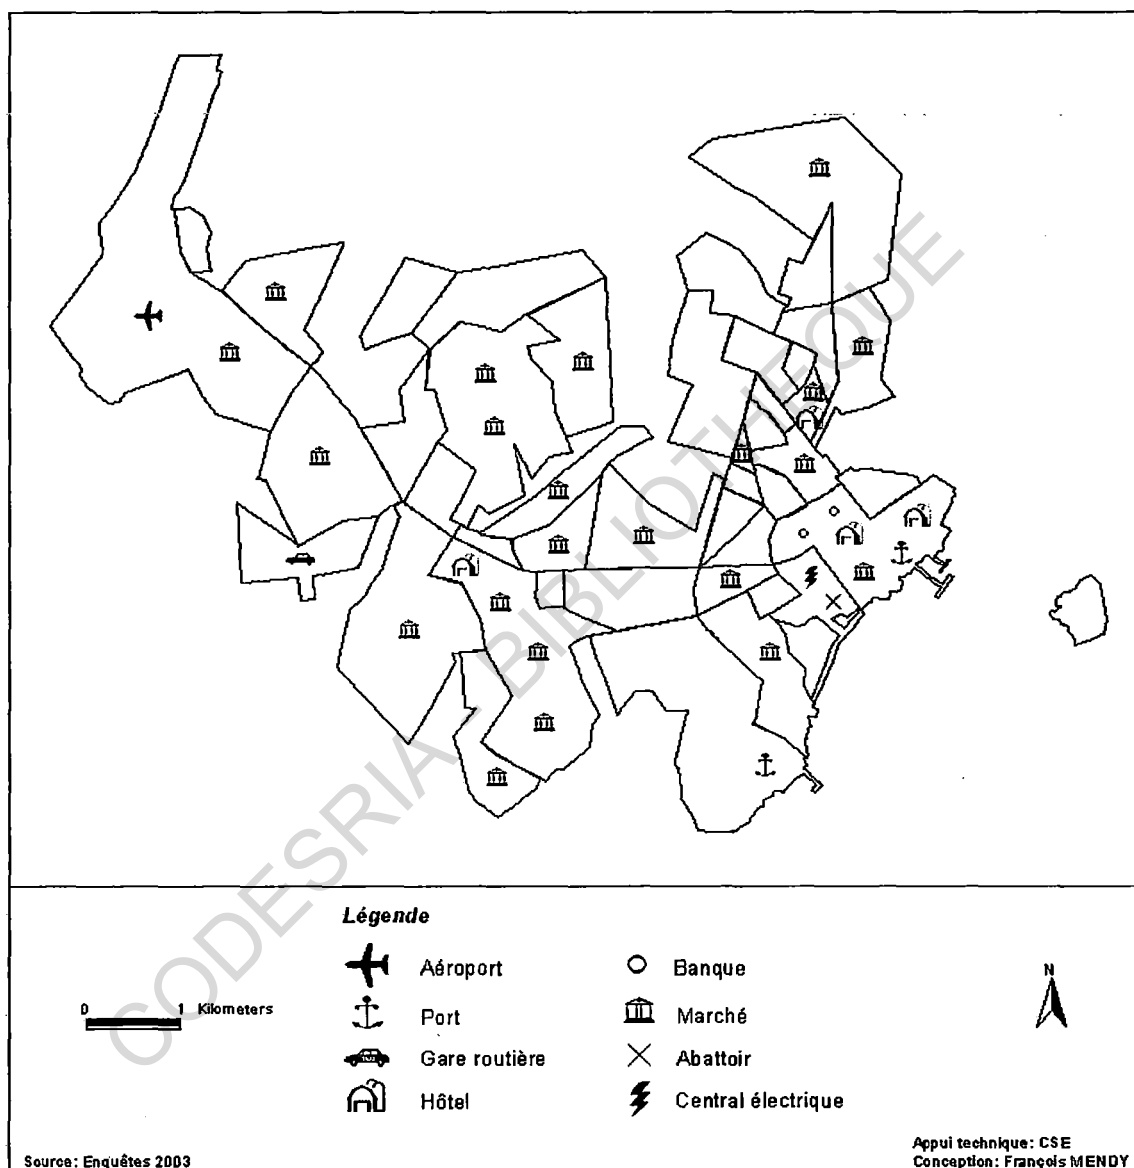 CODESRIA - BIBLIOTHEQUE
Légende
Aéroport
Port
Gare routière
Hôtel
Banque
Marché
Abattoir
Central électrique
0 1 Kilometers
N
Source: Enquêtes 2003
Appui technique: CSE
Conception: François MENDY